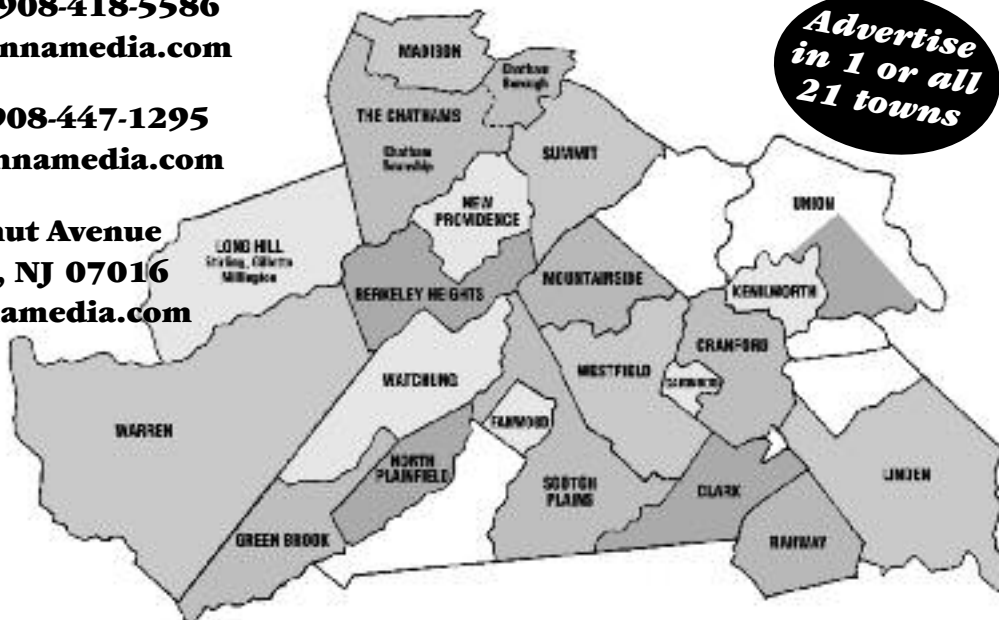 908-418-5586
nnamedia.com
908-447-1295
nnamedia.com
nut Avenue
, NJ 07016
amedia.com
Advertise
in 1 or all
21 towns
MADISON
Chatham
Borough
THE CHATHAMS
Chatham
Township
SUMMIT
NEW
PROVIDENCE
UNION
LONG HILL
Stirling, Gillette
Millington
BERKELEY HEIGHTS
MOUNTAIRSIDE
KENILWORTH
CRANFORD
WATCHUNG
WESTFIELD
GARWOOD
WARREN
FANWOOD
NORTH
PLAINFIELD
SCOTCH
PLAINS
CLARK
LINDEN
GREEN BROOK
RAHWAY